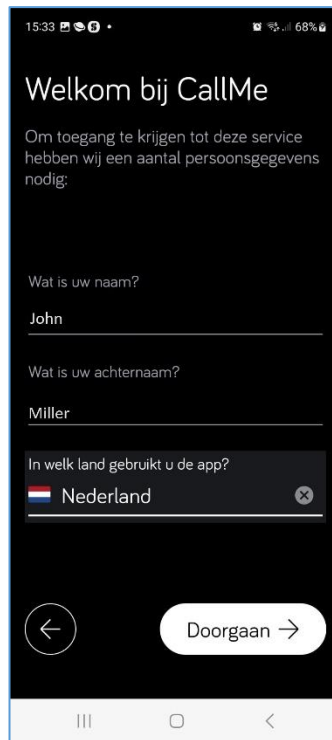 15:33 68%
Welkom bij CallMe
Om toegang te krijgen tot deze service
hebben wij een aantal persoonsgegevens
nodig:
Wat is uw naam?
John
Wat is uw achternaam?
Miller
In welk land gebruikt u de app?
Nederland
Doorgaan